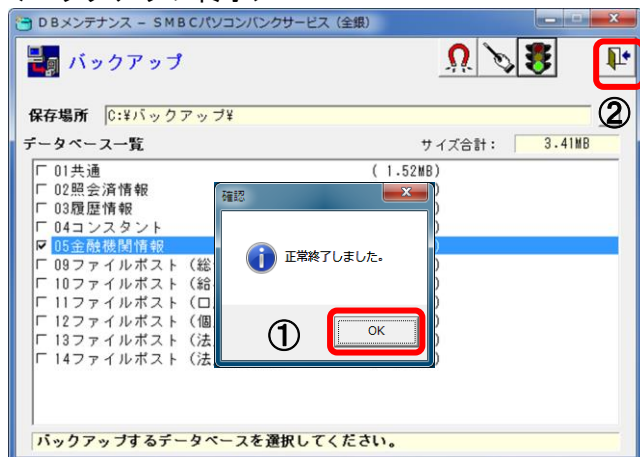 DBメンテナンス － SMBCパソコンバンクサービス（全銀）
バックアップ
保存場所 C:¥バックアップ¥
②
データベース一覧 サイズ合計： 3.41MB
01共通 ( 1.52MB)
02照会済情報
03履歴情報
04コンスタント
05金融機関情報
09ファイルポスト（総
10ファイルポスト（給
11ファイルポスト（口
12ファイルポスト（個
13ファイルポスト（法
14ファイルポスト（法
確認
正常終了しました。
① OK
バックアップするデータベースを選択してください。